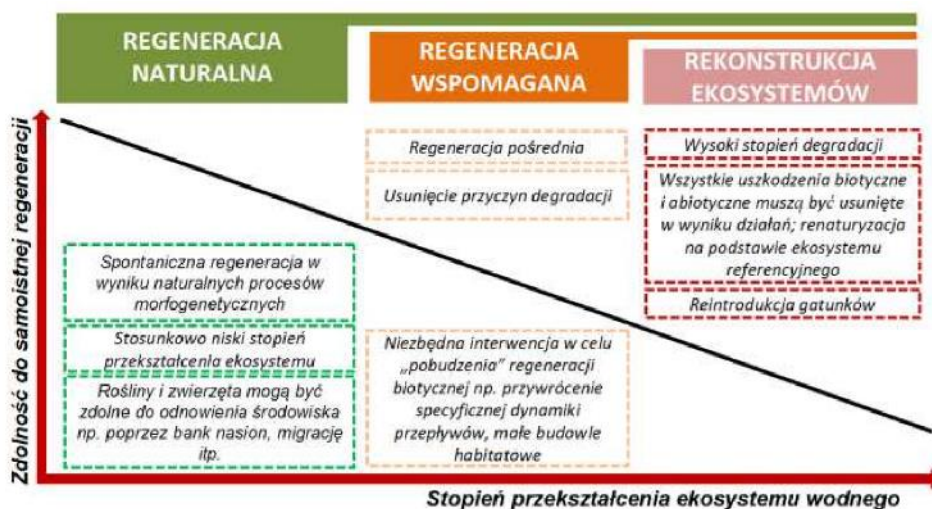 REGENERACJA
NATURALNA
REGENERACJA
WSPOMAGANA
REKONSTRUKCJA
EKOSYSTEMÓW
Zdolność do samoistnej regeneracji
Spontaniczna regeneracja w
wyniku naturalnych procesów
morfogenetycznych
Stosunkowo niski stopień
przekształcenia ekosystemu
Rośliny i zwierzęta mogą być
zdolne do odnowienia środowiska
np. poprzez bank nasion, migrację
itp.
Regeneracja pośrednia
Usunięcie przyczyn degradacji
Niezbędna interwencja w celu
„pobudzenia” regeneracji
biotycznej np. przywrócenie
specyficznej dynamiki
przepływów, małe budowle
habitatowe
Wysoki stopień degradacji
Wszystkie uszkodzenia biotyczne
i abiotyczne muszą być usunięte
w wyniku działań; renaturyzacja
na podstawie ekosystemu
referencyjnego
Reintrodukcja gatunków
Stopień przekształcenia ekosystemu wodnego